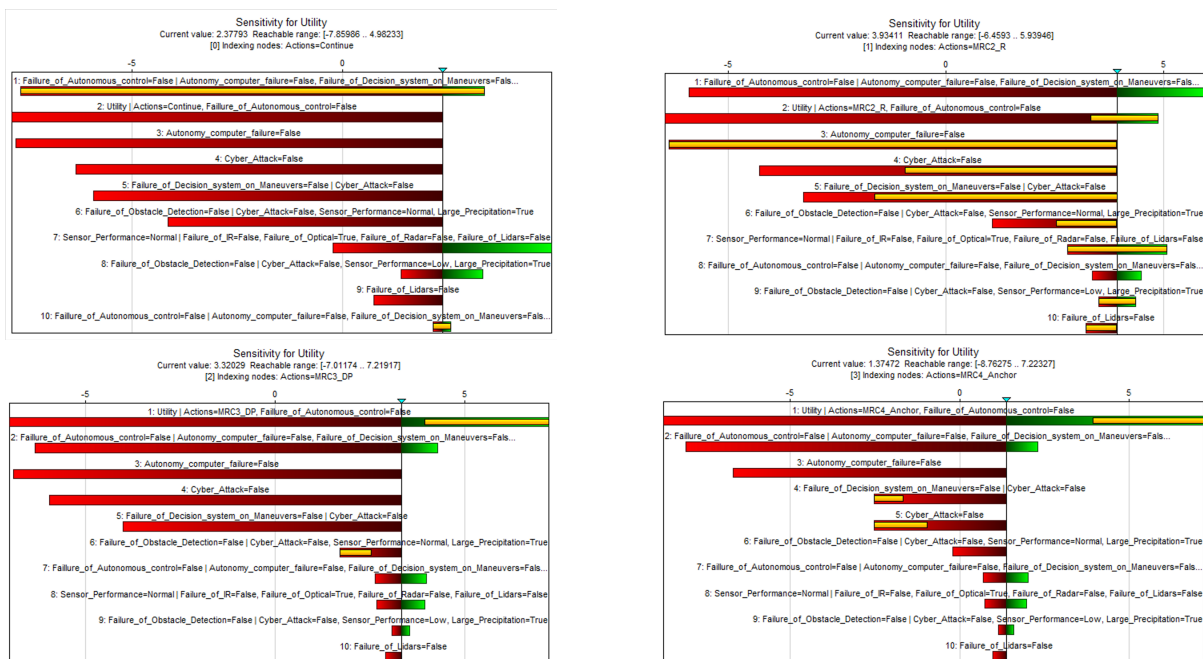 Sensitivity for Utility
Current value: 2.37793 Reachable range: [-7.85986 .. 4.98233]
[0] Indexing nodes: Actions=Continue
-5 0
1: Faillure_of_Autonomous_control=False | Autonomy_computer_failure=False, Failure_of_Decision_system_on_Maneuvers=Fals...
2: Utility | Actions=Continue, Faillure_of_Autonomous_control=False
3: Autonomy_computer_failure=False
4: Cyber_Attack=False
5: Failure_of_Decision_system_on_Maneuvers=False | Cyber_Attack=False
6: Failure_of_Obstacle_Detection=False | Cyber_Attack=False, Sensor_Performance=Normal, Large_Precipitation=True
7: Sensor_Performance=Normal | Failure_of_IR=False, Failure_of_Optical=True, Failure_of_Radar=False, Failure_of_Lidars=False
8: Failure_of_Obstacle_Detection=False | Cyber_Attack=False, Sensor_Performance=Low, Large_Precipitation=True
9: Failure_of_Lidars=False
10: Faillure_of_Autonomous_control=False | Autonomy_computer_failure=False, Failure_of_Decision_system_on_Maneuvers=Fals...
Sensitivity for Utility
Current value: 3.93411 Reachable range: [-6.4593 .. 5.93946]
[1] Indexing nodes: Actions=MRC2_R
-5 0 5
1: Faillure_of_Autonomous_control=False | Autonomy_computer_failure=False, Failure_of_Decision_system_on_Maneuvers=Fals...
2: Utility | Actions=MRC2_R, Faillure_of_Autonomous_control=False
3: Autonomy_computer_failure=False
4: Cyber_Attack=False
5: Failure_of_Decision_system_on_Maneuvers=False | Cyber_Attack=False
6: Failure_of_Obstacle_Detection=False | Cyber_Attack=False, Sensor_Performance=Normal, Large_Precipitation=True
7: Sensor_Performance=Normal | Failure_of_IR=False, Failure_of_Optical=True, Failure_of_Radar=False, Failure_of_Lidars=False
8: Faillure_of_Autonomous_control=False | Autonomy_computer_failure=False, Failure_of_Decision_system_on_Maneuvers=Fals...
9: Failure_of_Obstacle_Detection=False | Cyber_Attack=False, Sensor_Performance=Low, Large_Precipitation=True
10: Failure_of_Lidars=False
Sensitivity for Utility
Current value: 3.32029 Reachable range: [-7.01174 .. 7.21917]
[2] Indexing nodes: Actions=MRC3_DP
-5 0 5
1: Utility | Actions=MRC3_DP, Faillure_of_Autonomous_control=False
2: Faillure_of_Autonomous_control=False | Autonomy_computer_failure=False, Failure_of_Decision_system_on_Maneuvers=Fals...
3: Autonomy_computer_failure=False
4: Cyber_Attack=False
5: Failure_of_Decision_system_on_Maneuvers=False | Cyber_Attack=False
6: Failure_of_Obstacle_Detection=False | Cyber_Attack=False, Sensor_Performance=Normal, Large_Precipitation=True
7: Faillure_of_Autonomous_control=False | Autonomy_computer_failure=False, Failure_of_Decision_system_on_Maneuvers=Fals...
8: Sensor_Performance=Normal | Failure_of_IR=False, Failure_of_Optical=True, Failure_of_Radar=False, Failure_of_Lidars=False
9: Failure_of_Obstacle_Detection=False | Cyber_Attack=False, Sensor_Performance=Low, Large_Precipitation=True
10: Failure_of_Lidars=False
Sensitivity for Utility
Current value: 1.37472 Reachable range: [-8.76275 .. 7.22327]
[3] Indexing nodes: Actions=MRC4_Anchor
-5 0 5
1: Utility | Actions=MRC4_Anchor, Faillure_of_Autonomous_control=False
2: Faillure_of_Autonomous_control=False | Autonomy_computer_failure=False, Failure_of_Decision_system_on_Maneuvers=Fals...
3: Autonomy_computer_failure=False
4: Failure_of_Decision_system_on_Maneuvers=False | Cyber_Attack=False
5: Cyber_Attack=False
6: Failure_of_Obstacle_Detection=False | Cyber_Attack=False, Sensor_Performance=Normal, Large_Precipitation=True
7: Faillure_of_Autonomous_control=False | Autonomy_computer_failure=False, Failure_of_Decision_system_on_Maneuvers=Fals...
8: Sensor_Performance=Normal | Failure_of_IR=False, Failure_of_Optical=True, Failure_of_Radar=False, Failure_of_Lidars=False
9: Failure_of_Obstacle_Detection=False | Cyber_Attack=False, Sensor_Performance=Low, Large_Precipitation=True
10: Failure_of_Lidars=False